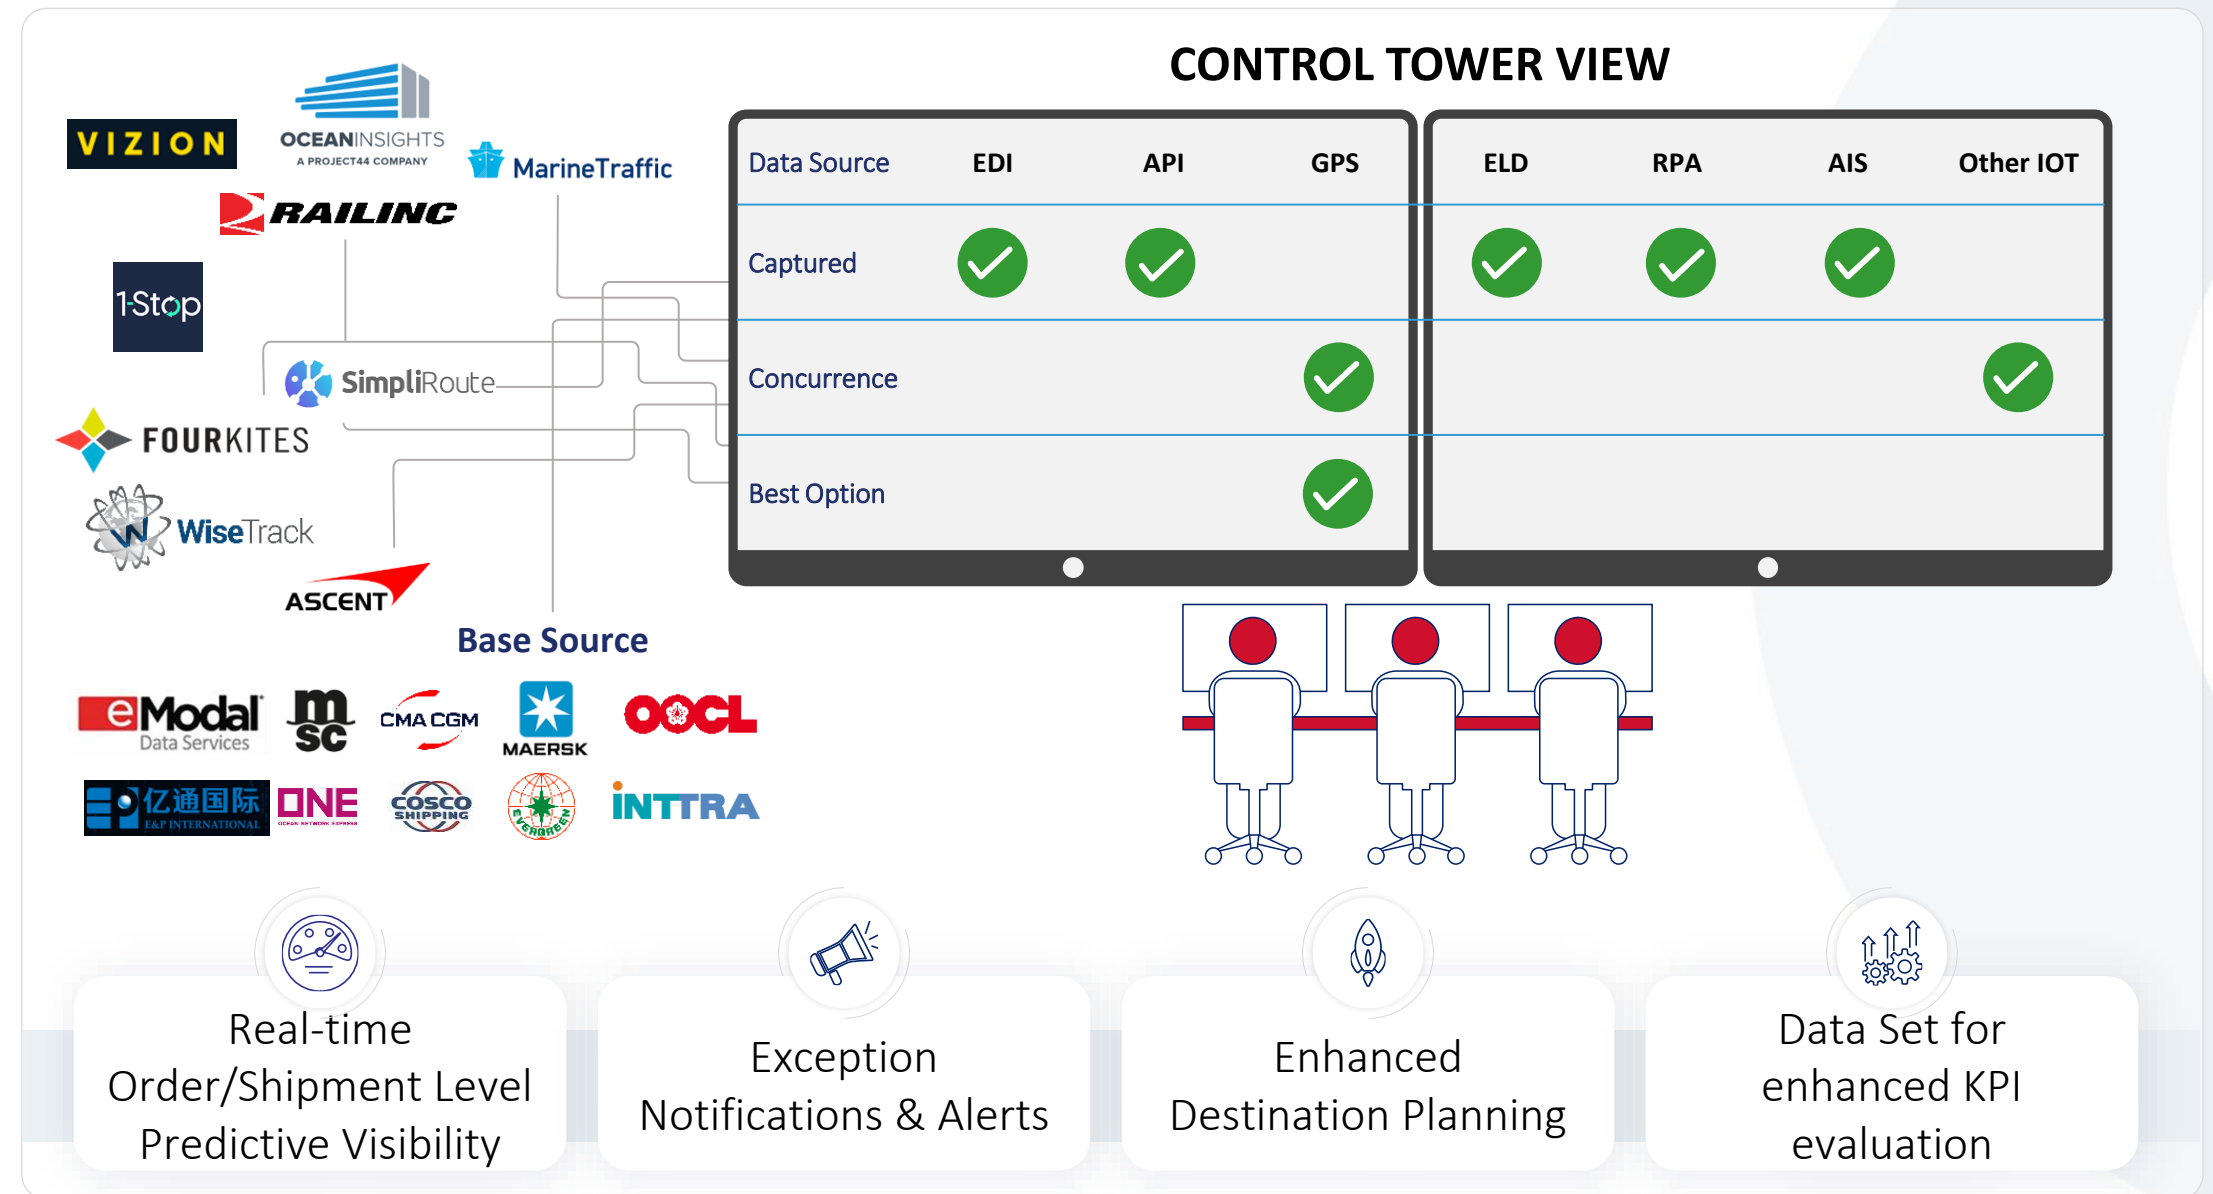 CONTROL TOWER VIEW
VIZION
OCEANINSIGHTS
A PROJECT44 COMPANY
MarineTraffic
RAILINC
1-Stop
SimpliRoute
FOURKITES
WiseTrack
ASCENT
Data Source EDI API GPS ELD RPA AIS Other IOT
Captured
Concurrence
Best Option
Base Source
eModal
Data Services
msc
CMA CGM
MAERSK
OOCL
亿通国际
E&P INTERNATIONAL
ONE
OCEAN NETWORK EXPRESS
COSCO
SHIPPING
EVERGREEN
INTTRA
Real-time
Order/Shipment Level
Predictive Visibility
Exception
Notifications & Alerts
Enhanced
Destination Planning
Data Set for
enhanced KPI
evaluation